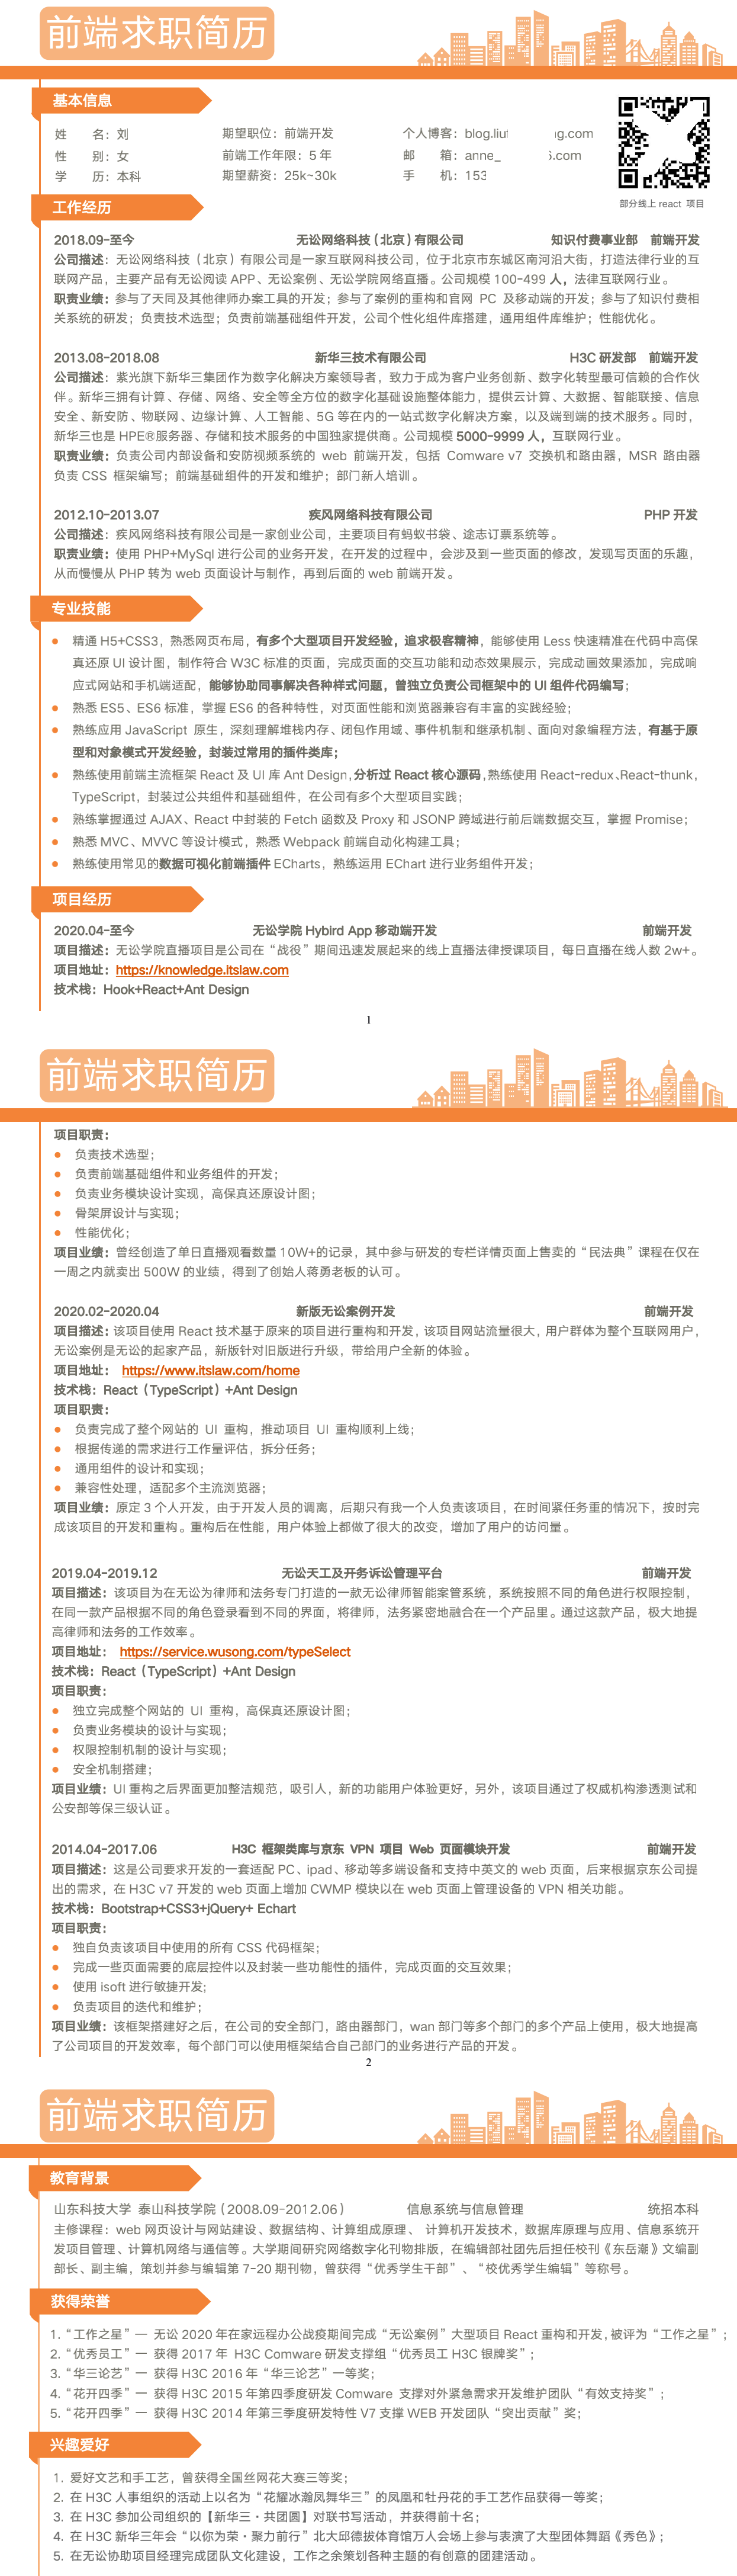 前端求职简历
基本信息
姓 名：刘 期望职位：前端开发 个人博客：blog.liu ng.com
性 别：女 前端工作年限：5 年 邮 箱：anne_ .com
学 历：本科 期望薪资：25k~30k 手 机：153
部分线上 react 项目
工作经历
2018.09-至今 无讼网络科技（北京）有限公司 知识付费事业部 前端开发
公司描述：无讼网络科技（北京）有限公司是一家互联网科技公司，位于北京市东城区南河沿大街，打造法律行业的互
联网产品，主要产品有无讼阅读 APP、无讼案例、无讼学院网络直播。公司规模 100-499 人，法律互联网行业。
职责业绩：参与了天同及其他律师办案工具的开发；参与了案例的重构和官网 PC 及移动端的开发；参与了知识付费相
关系统的研发；负责技术选型；负责前端基础组件开发，公司个性化组件库搭建，通用组件库维护；性能优化。
2013.08-2018.08 新华三技术有限公司 H3C 研发部 前端开发
公司描述：紫光旗下新华三集团作为数字化解决方案领导者，致力于成为客户业务创新、数字化转型最可信赖的合作伙
伴。新华三拥有计算、存储、网络、安全等全方位的数字化基础设施整体能力，提供云计算、大数据、智能联接、信息
安全、新安防、物联网、边缘计算、人工智能、5G 等在内的一站式数字化解决方案，以及端到端的技术服务。同时，
新华三也是 HPE®服务器、存储和技术服务的中国独家提供商。公司规模 5000-9999 人，互联网行业。
职责业绩：负责公司内部设备和安防视频系统的 web 前端开发，包括 Comware v7 交换机和路由器，MSR 路由器
负责 CSS 框架编写；前端基础组件的开发和维护；部门新人培训。
2012.10-2013.07 疾风网络科技有限公司 PHP 开发
公司描述：疾风网络科技有限公司是一家创业公司，主要项目有蚂蚁书袋、途志订票系统等。
职责业绩：使用 PHP+MySql 进行公司的业务开发，在开发的过程中，会涉及到一些页面的修改，发现写页面的乐趣，
从而慢慢从 PHP 转为 web 页面设计与制作，再到后面的 web 前端开发。
专业技能
● 精通 H5+CSS3，熟悉网页布局，有多个大型项目开发经验，追求极客精神，能够使用 Less 快速精准在代码中高保
真还原 UI 设计图，制作符合 W3C 标准的页面，完成页面的交互功能和动态效果展示，完成动画效果添加，完成响
应式网站和手机端适配，能够协助同事解决各种样式问题，曾独立负责公司框架中的 UI 组件代码编写；
● 熟悉 ES5、ES6 标准，掌握 ES6 的各种特性，对页面性能和浏览器兼容有丰富的实践经验；
● 熟练应用 JavaScript 原生，深刻理解堆栈内存、闭包作用域、事件机制和继承机制、面向对象编程方法，有基于原
型和对象模式开发经验，封装过常用的插件类库；
● 熟练使用前端主流框架 React 及 UI 库 Ant Design，分析过 React 核心源码，熟练使用 React-redux、React-thunk，
TypeScript，封装过公共组件和基础组件，在公司有多个大型项目实践；
● 熟练掌握通过 AJAX、React 中封装的 Fetch 函数及 Proxy 和 JSONP 跨域进行前后端数据交互，掌握 Promise；
● 熟悉 MVC、MVVC 等设计模式，熟悉 Webpack 前端自动化构建工具；
● 熟练使用常见的数据可视化前端插件 ECharts，熟练运用 EChart 进行业务组件开发；
项目经历
2020.04-至今 无讼学院 Hybird App 移动端开发 前端开发
项目描述：无讼学院直播项目是公司在“战役”期间迅速发展起来的线上直播法律授课项目，每日直播在线人数 2w+。
项目地址：https://knowledge.itslaw.com
技术栈：Hook+React+Ant Design
1
前端求职简历
项目职责：
● 负责技术选型；
● 负责前端基础组件和业务组件的开发；
● 负责业务模块设计实现，高保真还原设计图；
● 骨架屏设计与实现；
● 性能优化；
项目业绩：曾经创造了单日直播观看数量 10W+的记录，其中参与研发的专栏详情页面上售卖的“民法典”课程在仅在
一周之内就卖出 500W 的业绩，得到了创始人蒋勇老板的认可。
2020.02-2020.04 新版无讼案例开发 前端开发
项目描述：该项目使用 React 技术基于原来的项目进行重构和开发，该项目网站流量很大，用户群体为整个互联网用户，
无讼案例是无讼的起家产品，新版针对旧版进行升级，带给用户全新的体验。
项目地址： https://www.itslaw.com/home
技术栈：React（TypeScript）+Ant Design
项目职责：
● 负责完成了整个网站的 UI 重构，推动项目 UI 重构顺利上线；
● 根据传递的需求进行工作量评估，拆分任务；
● 通用组件的设计和实现；
● 兼容性处理，适配多个主流浏览器；
项目业绩：原定 3 个人开发，由于开发人员的调离，后期只有我一个人负责该项目，在时间紧任务重的情况下，按时完
成该项目的开发和重构。重构后在性能，用户体验上都做了很大的改变，增加了用户的访问量。
2019.04-2019.12 无讼天工及开务诉讼管理平台 前端开发
项目描述：该项目为在无讼为律师和法务专门打造的一款无讼律师智能案管系统，系统按照不同的角色进行权限控制，
在同一款产品根据不同的角色登录看到不同的界面，将律师，法务紧密地融合在一个产品里。通过这款产品，极大地提
高律师和法务的工作效率。
项目地址： https://service.wusong.com/typeSelect
技术栈：React（TypeScript）+Ant Design
项目职责：
● 独立完成整个网站的 UI 重构，高保真还原设计图；
● 负责业务模块的设计与实现；
● 权限控制机制的设计与实现；
● 安全机制搭建；
项目业绩：UI 重构之后界面更加整洁规范，吸引人，新的功能用户体验更好，另外，该项目通过了权威机构渗透测试和
公安部等保三级认证。
2014.04-2017.06 H3C 框架类库与京东 VPN 项目 Web 页面模块开发 前端开发
项目描述：这是公司要求开发的一套适配 PC、ipad、移动等多端设备和支持中英文的 web 页面，后来根据京东公司提
出的需求，在 H3C v7 开发的 web 页面上增加 CWMP 模块以在 web 页面上管理设备的 VPN 相关功能。
技术栈：Bootstrap+CSS3+jQuery+ Echart
项目职责：
● 独自负责该项目中使用的所有 CSS 代码框架；
● 完成一些页面需要的底层控件以及封装一些功能性的插件，完成页面的交互效果；
● 使用 isoft 进行敏捷开发；
● 负责项目的迭代和维护；
项目业绩：该框架搭建好之后，在公司的安全部门，路由器部门，wan 部门等多个部门的多个产品上使用，极大地提高
了公司项目的开发效率，每个部门可以使用框架结合自己部门的业务进行产品的开发。
2
前端求职简历
教育背景
山东科技大学 泰山科技学院（2008.09-2012.06） 信息系统与信息管理 统招本科
主修课程：web 网页设计与网站建设、数据结构、计算组成原理、 计算机开发技术，数据库原理与应用、信息系统开
发项目管理、计算机网络与通信等。大学期间研究网络数字化刊物排版，在编辑部社团先后担任校刊《东岳潮》文编副
部长、副主编，策划并参与编辑第 7-20 期刊物，曾获得“优秀学生干部”、“校优秀学生编辑”等称号。
获得荣誉
1. “工作之星”— 无讼 2020 年在家远程办公战疫期间完成“无讼案例”大型项目 React 重构和开发，被评为“工作之星”；
2. “优秀员工”— 获得 2017 年 H3C Comware 研发支撑组“优秀员工 H3C 银牌奖”；
3. “华三论艺”— 获得 H3C 2016 年“华三论艺”一等奖；
4. “花开四季”— 获得 H3C 2015 年第四季度研发 Comware 支撑对外紧急需求开发维护团队“有效支持奖”；
5. “花开四季”— 获得 H3C 2014 年第三季度研发特性 V7 支撑 WEB 开发团队“突出贡献”奖；
兴趣爱好
1. 爱好文艺和手工艺，曾获得全国丝网花大赛三等奖；
2. 在 H3C 人事组织的活动上以名为“花耀冰瀚凤舞华三”的凤凰和牡丹花的手工艺作品获得一等奖；
3. 在 H3C 参加公司组织的【新华三・共团圆】对联书写活动，并获得前十名；
4. 在 H3C 新华三年会“以你为荣・聚力前行”北大邱德拔体育馆万人会场上参与表演了大型团体舞蹈《秀色》；
5. 在无讼协助项目经理完成团队文化建设，工作之余策划各种主题的有创意的团建活动。